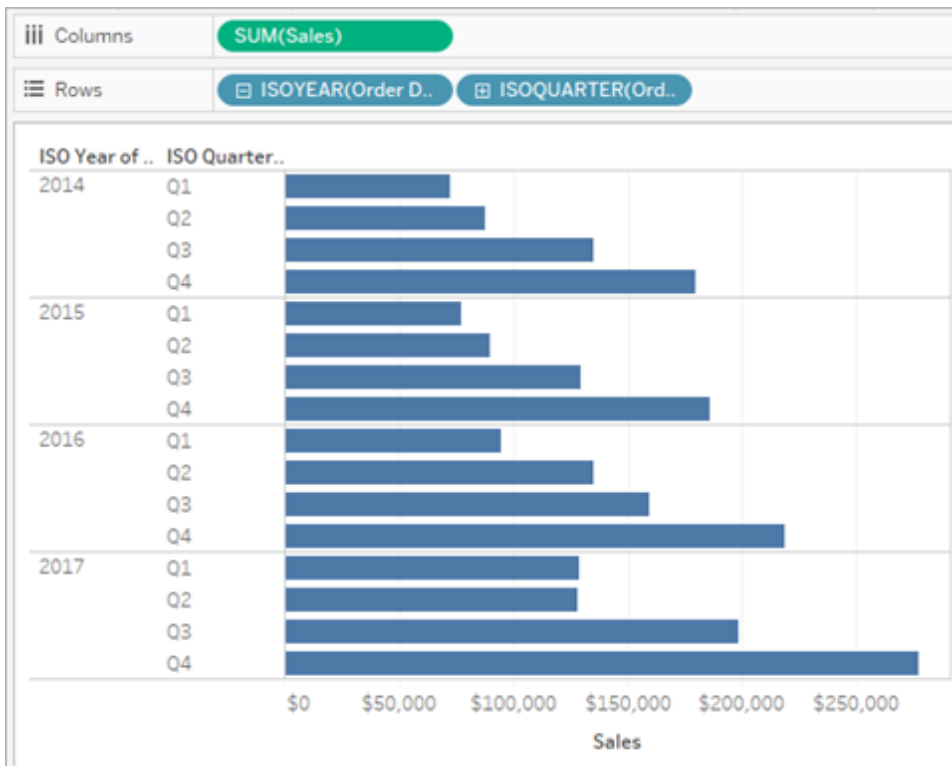 Columns SUM(Sales)
Rows ISOYEAR(Order D.. ISOQUARTER(Ord..
ISO Year of .. ISO Quarter..
2014 Q1
Q2
Q3
Q4
2015 Q1
Q2
Q3
Q4
2016 Q1
Q2
Q3
Q4
2017 Q1
Q2
Q3
Q4
$0 $50,000 $100,000 $150,000 $200,000 $250,000
Sales